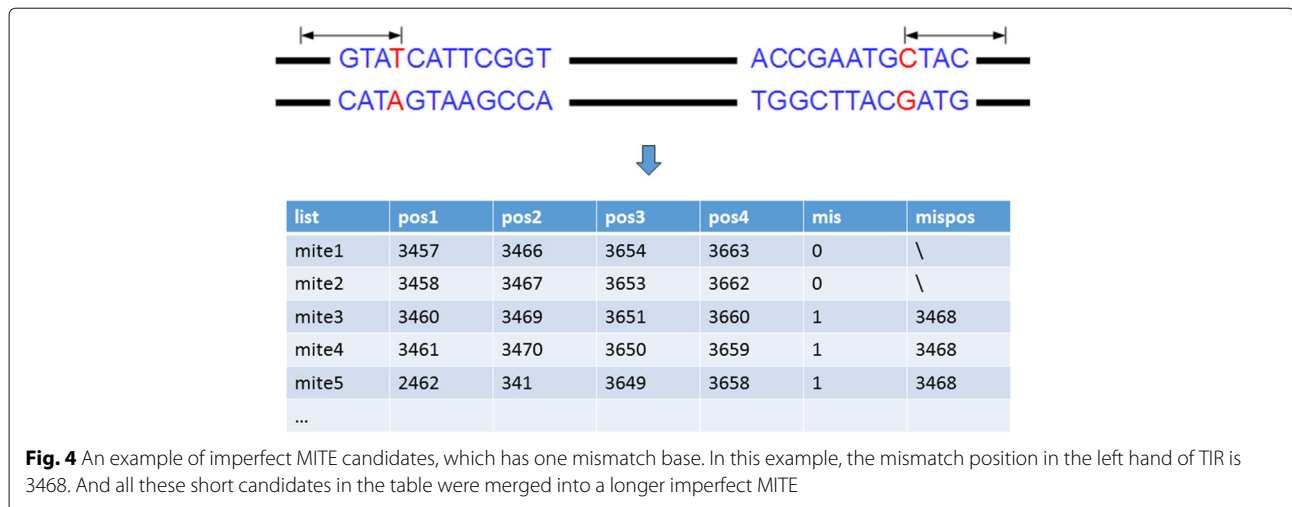 GTATCATTCGGT ACCGAATGCTAC
CATAGTAAGCCA TGGCTTACGATG
list pos1 pos2 pos3 pos4 mis mispos
mite1 3457 3466 3654 3663 0 \
mite2 3458 3467 3653 3662 0 \
mite3 3460 3469 3651 3660 1 3468
mite4 3461 3470 3650 3659 1 3468
mite5 2462 341 3649 3658 1 3468
...
Fig. 4 An example of imperfect MITE candidates, which has one mismatch base. In this example, the mismatch position in the left hand of TIR is
3468. And all these short candidates in the table were merged into a longer imperfect MITE